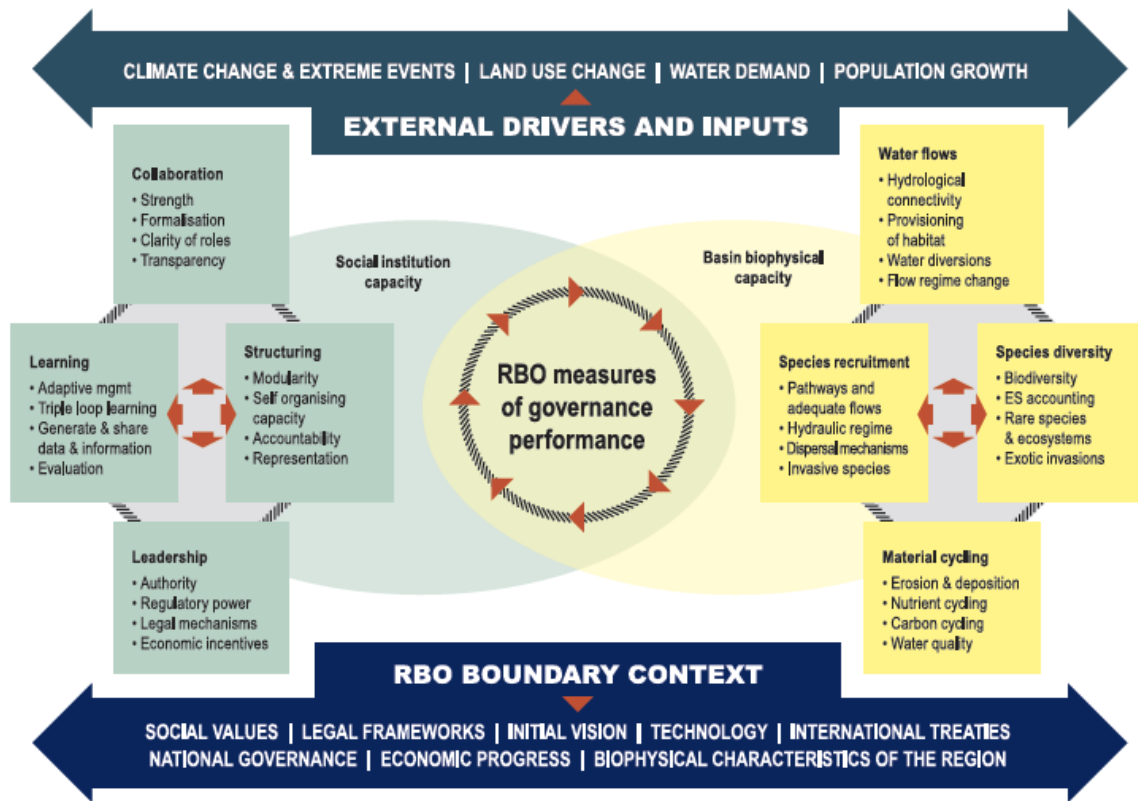 CLIMATE CHANGE & EXTREME EVENTS | LAND USE CHANGE | WATER DEMAND | POPULATION GROWTH
EXTERNAL DRIVERS AND INPUTS
Collaboration
• Strength
• Formalisation
• Clarity of roles
• Transparency
Learning
• Adaptive mgmt
• Triple loop learning
• Generate & share
data & information
• Evaluation
Structuring
• Modularity
• Self organising
capacity
• Accountability
• Representation
Leadership
• Authority
• Regulatory power
• Legal mechanisms
• Economic incentives
Social institution
capacity
RBO measures
of governance
performance
Basin biophysical
capacity
Water flows
• Hydrological
connectivity
• Provisioning
of habitat
• Water diversions
• Flow regime change
Species recruitment
• Pathways and
adequate flows
• Hydraulic regime
• Dispersal mechanisms
• Invasive species
Species diversity
• Biodiversity
• ES accounting
• Rare species
& ecosystems
• Exotic invasions
Material cycling
• Erosion & deposition
• Nutrient cycling
• Carbon cycling
• Water quality
RBO BOUNDARY CONTEXT
SOCIAL VALUES | LEGAL FRAMEWORKS | INITIAL VISION | TECHNOLOGY | INTERNATIONAL TREATIES
NATIONAL GOVERNANCE | ECONOMIC PROGRESS | BIOPHYSICAL CHARACTERISTICS OF THE REGION